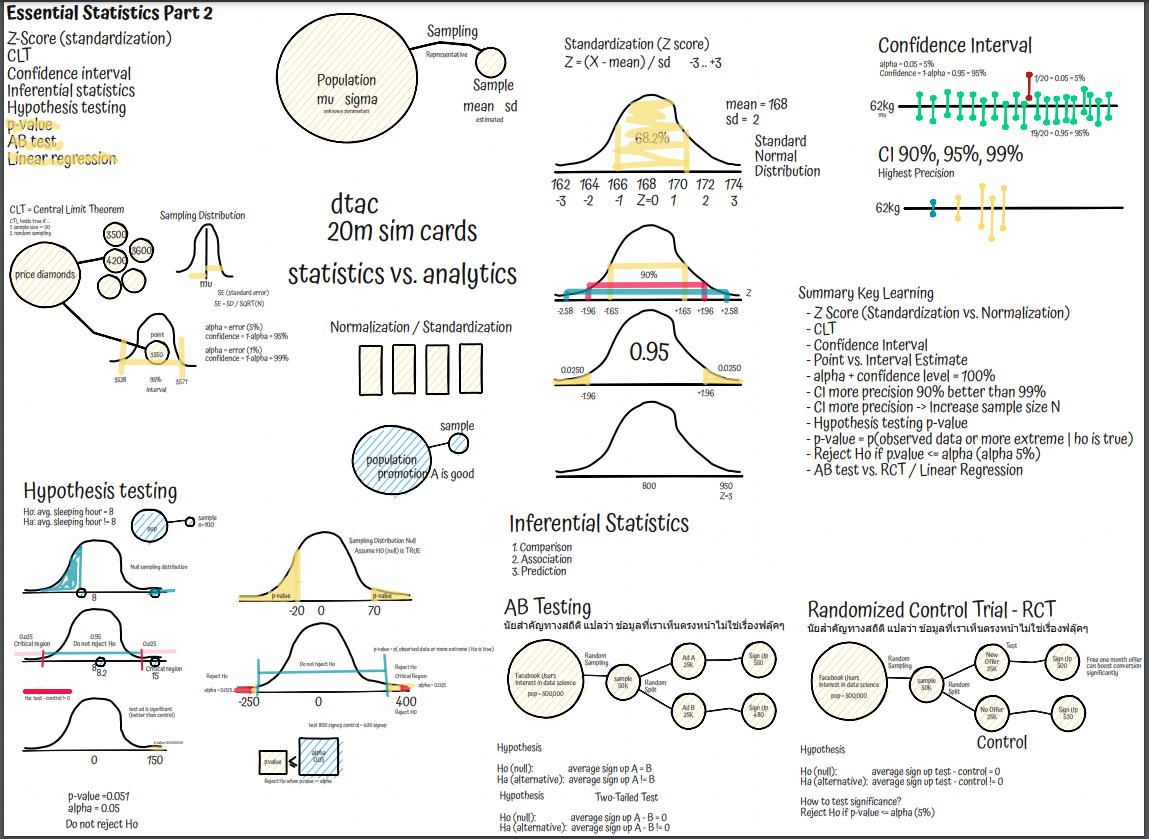 Essential Statistics Part 2
Z-Score (standardization)
CLT
Confidence interval
Inferential statistics
Hypothesis testing
p-value
AB test
Linear regression
Population
mu sigma
unknown parameters
Sampling
Representative
Sample
mean sd
estimated
Standardization (Z score)
Z = (X - mean) / sd -3 .. +3
68.2%
mean = 168
sd = 2
Standard
Normal
Distribution
162 164 166 168 170 172 174
-3 -2 -1 Z=0 1 2 3
Confidence Interval
alpha = 0.05 = 5%
Confidence = 1-alpha = 0.95 = 95%
1/20 = 0.05 = 5%
62kg
mu
19/20 = 0.95 = 95%
CI 90%, 95%, 99%
Highest Precision
62kg
CLT = Central Limit Theorem
CTL holds true if ...
1. sample size >= 30
2. random sampling
price diamonds
3500
3600
4200
Sampling Distribution
mu
SE (standard error)
SE = SD / SQRT(N)
point
3550
3528
95%
interval
3571
alpha = error (5%)
confidence = 1-alpha = 95%
alpha = error (1%)
confidence = 1-alpha = 99%
dtac
20m sim cards
statistics vs. analytics
Normalization / Standardization
population
sample
promotion A is good
90%
Z
-2.58 -1.96 -1.65 +1.65 +1.96 +2.58
0.95
0.0250
0.0250
-1.96
+1.96
800
950
Z=3
Summary Key Learning
- Z Score (Standardization vs. Normalization)
- CLT
- Confidence Interval
- Point vs. Interval Estimate
- alpha + confidence level = 100%
- CI more precision 90% better than 99%
- CI more precision -> Increase sample size N
- Hypothesis testing p-value
- p-value = p(observed data or more extreme | ho is true)
- Reject Ho if p.value <= alpha (alpha 5%)
- AB test vs. RCT / Linear Regression
Hypothesis testing
Ho: avg. sleeping hour = 8
Ha: avg. sleeping hour != 8
pop
sample
n=100
Null sampling distribution
8
0.025
Critical region
0.95
Do not reject Ho
0.025
Critical region
8
8.2
15
Ha: test - control > 0
test ad is significant
(better than control)
0
150
p-value =0.051
alpha = 0.05
Do not reject Ho
Sampling Distribution Null
Assume H0 (null) is TRUE
p-value
p-value
-20 0 70
p-value = p( observed data or more extreme | Ho is true)
Do not reject Ho
Reject Ho
Critical Region
Reject Ho
alpha = 0.025
alpha = 0.025
-250 0 400
Reject H0
test 800 signup control = 400 signup
p.value
<
alpha
0.05
Reject Ho when p.value <= alpha
Inferential Statistics
1. Comparison
2. Association
3. Prediction
AB Testing
นัยสำคัญทางสถิติ แปลว่า ข้อมูลที่เราเห็นตรงหน้าไม่ใช่เรื่องฟลุ๊คๆ
Facebook Users
Interest in data science
pop = 500,000
Random
Sampling
sample
50K
Random
Split
Ad A
25K
Sign Up
550
Ad B
25K
Sign Up
480
Hypothesis
Ho (null): average sign up A = B
Ha (alternative): average sign up A != B
Hypothesis Two-Tailed Test
Ho (null): average sign up A - B = 0
Ha (alternative): average sign up A - B != 0
Randomized Control Trial - RCT
นัยสำคัญทางสถิติ แปลว่า ข้อมูลที่เราเห็นตรงหน้าไม่ใช่เรื่องฟลุ๊คๆ
Facebook Users
Interest in data science
pop = 500,000
Random
Sampling
sample
50K
Random
Split
Test
New
Offer
25K
Sign Up
500
Free one month offer
can boost conversion
significantly
No Offer
25K
Sign Up
320
Control
Hypothesis
Ho (null): average sign up test - control = 0
Ha (alternative): average sign up test - control != 0
How to test significance?
Reject Ho if p.value <= alpha (5%)